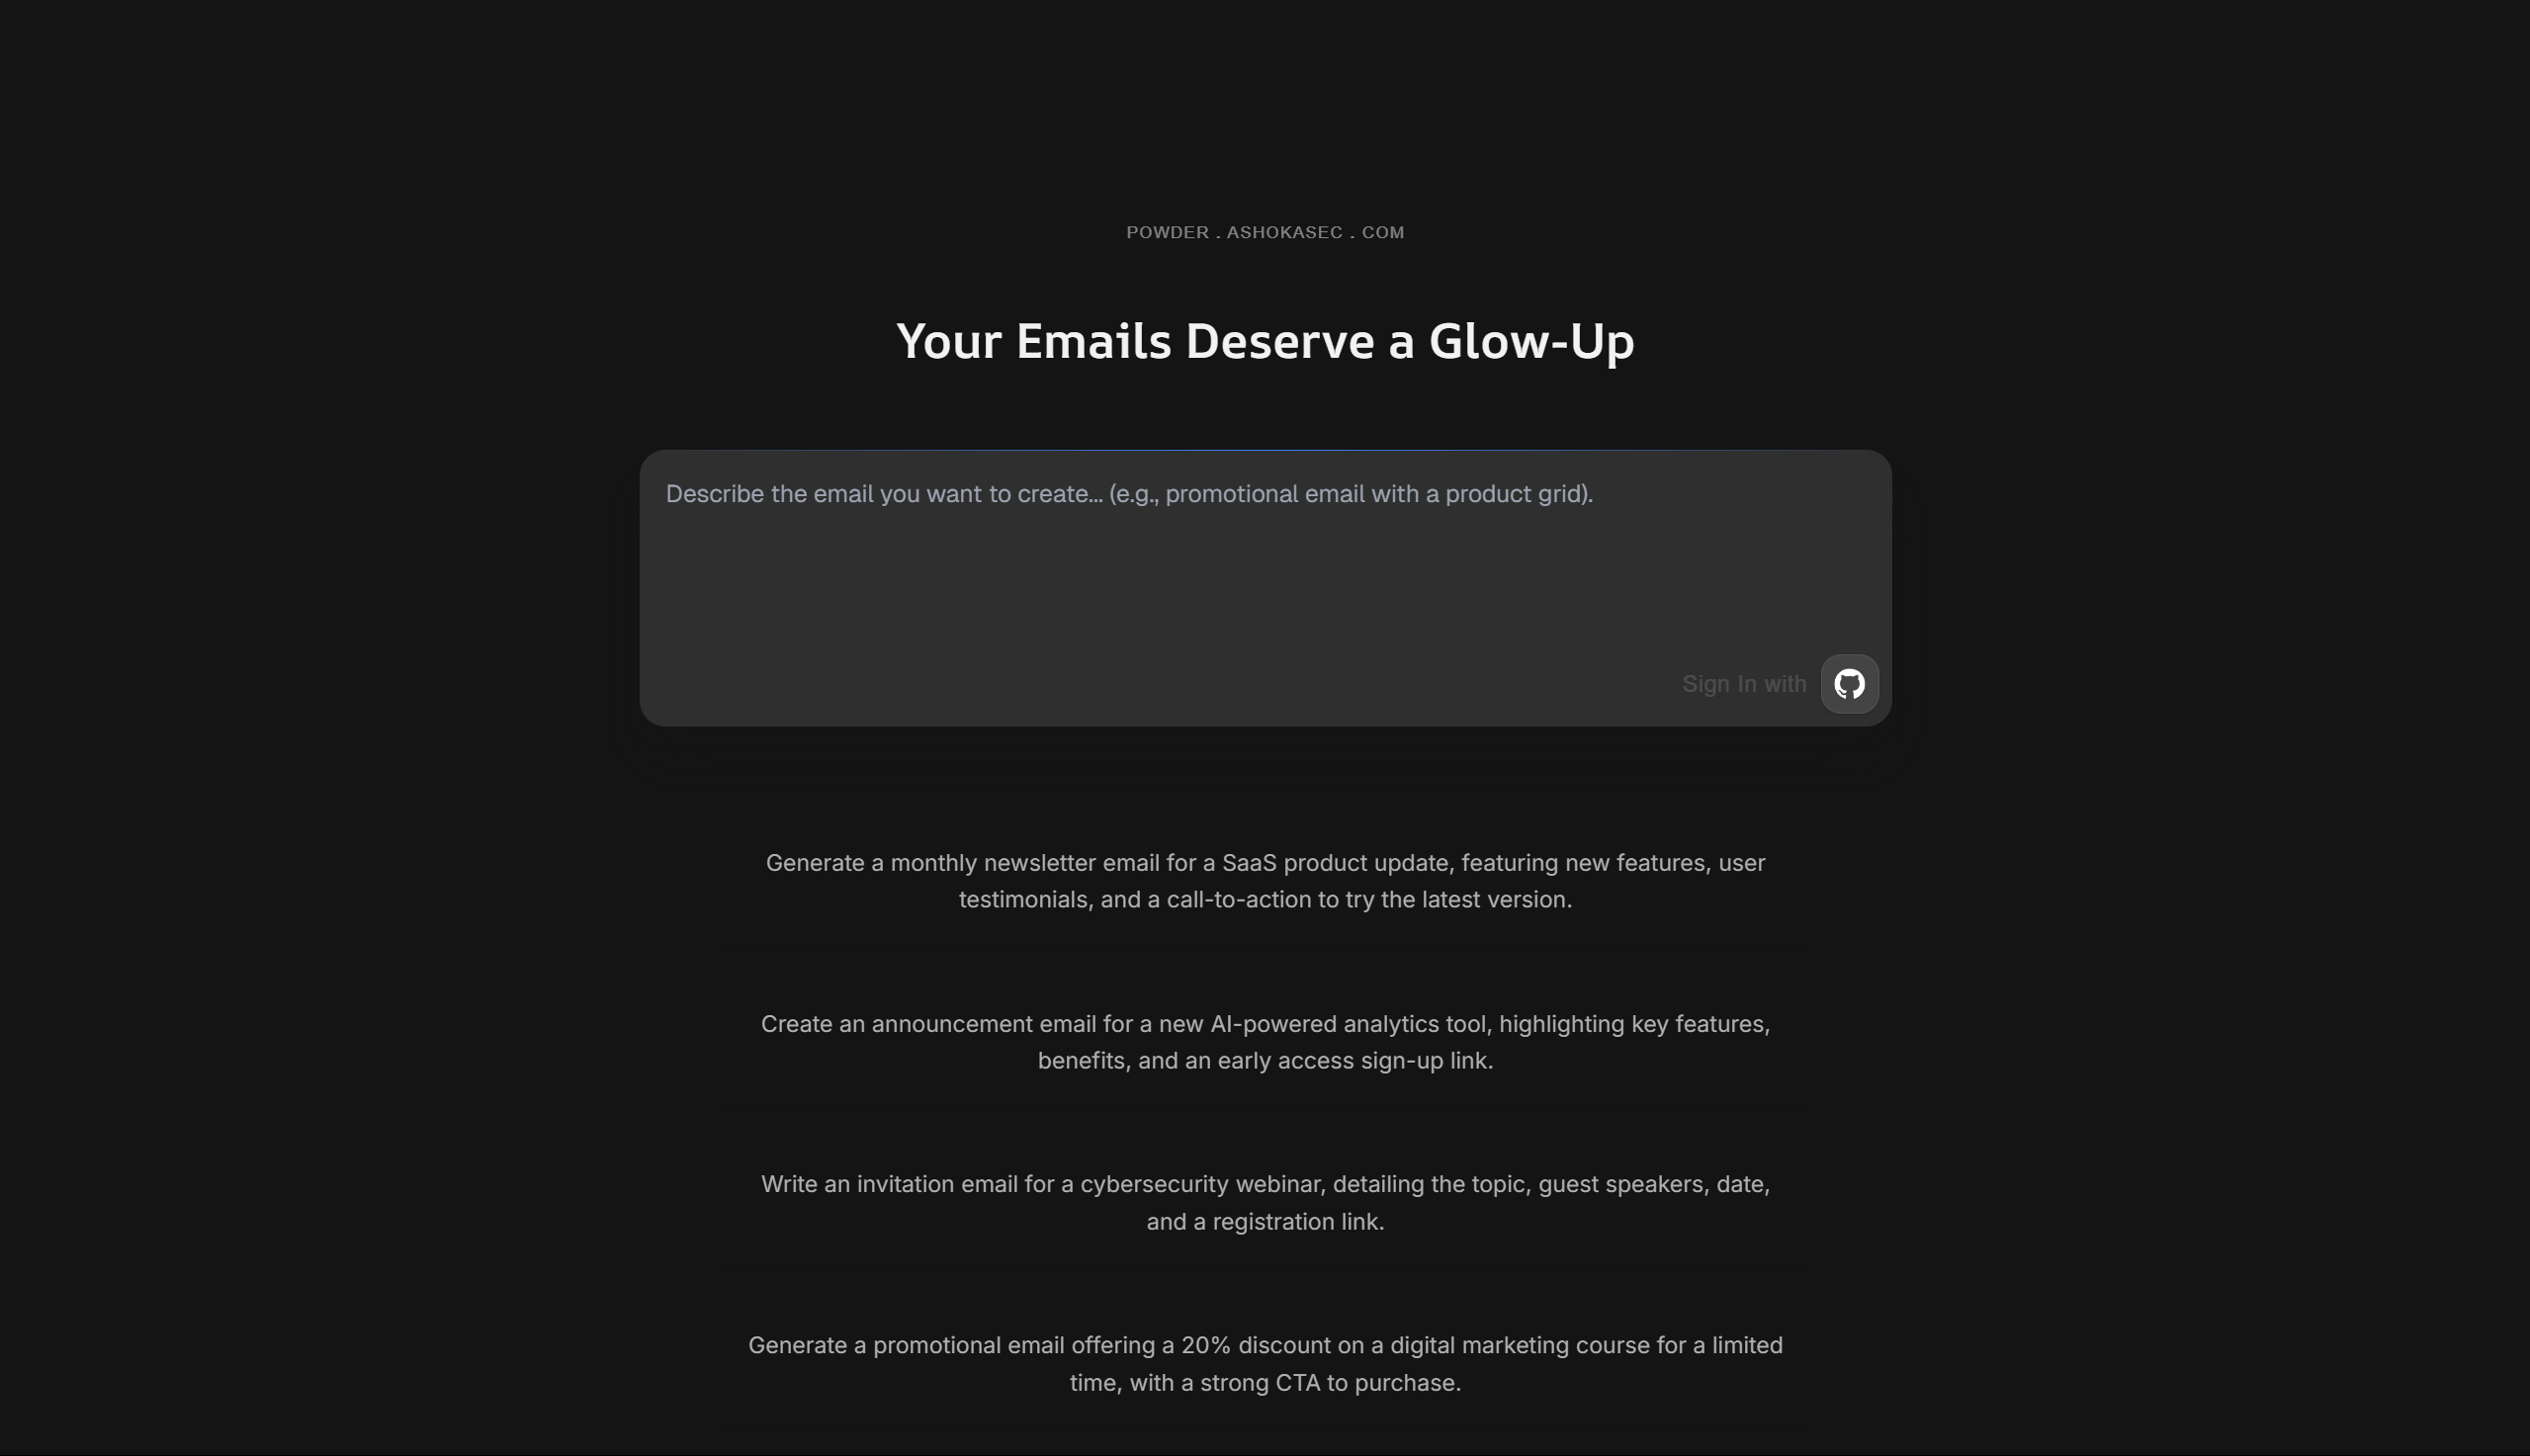 POWDER . ASHOKASEC . COM
Your Emails Deserve a Glow-Up
Describe the email you want to create... (e.g., promotional email with a product grid).
Sign In with
Generate a monthly newsletter email for a SaaS product update, featuring new features, user
testimonials, and a call-to-action to try the latest version.
Create an announcement email for a new AI-powered analytics tool, highlighting key features,
benefits, and an early access sign-up link.
Write an invitation email for a cybersecurity webinar, detailing the topic, guest speakers, date,
and a registration link.
Generate a promotional email offering a 20% discount on a digital marketing course for a limited
time, with a strong CTA to purchase.